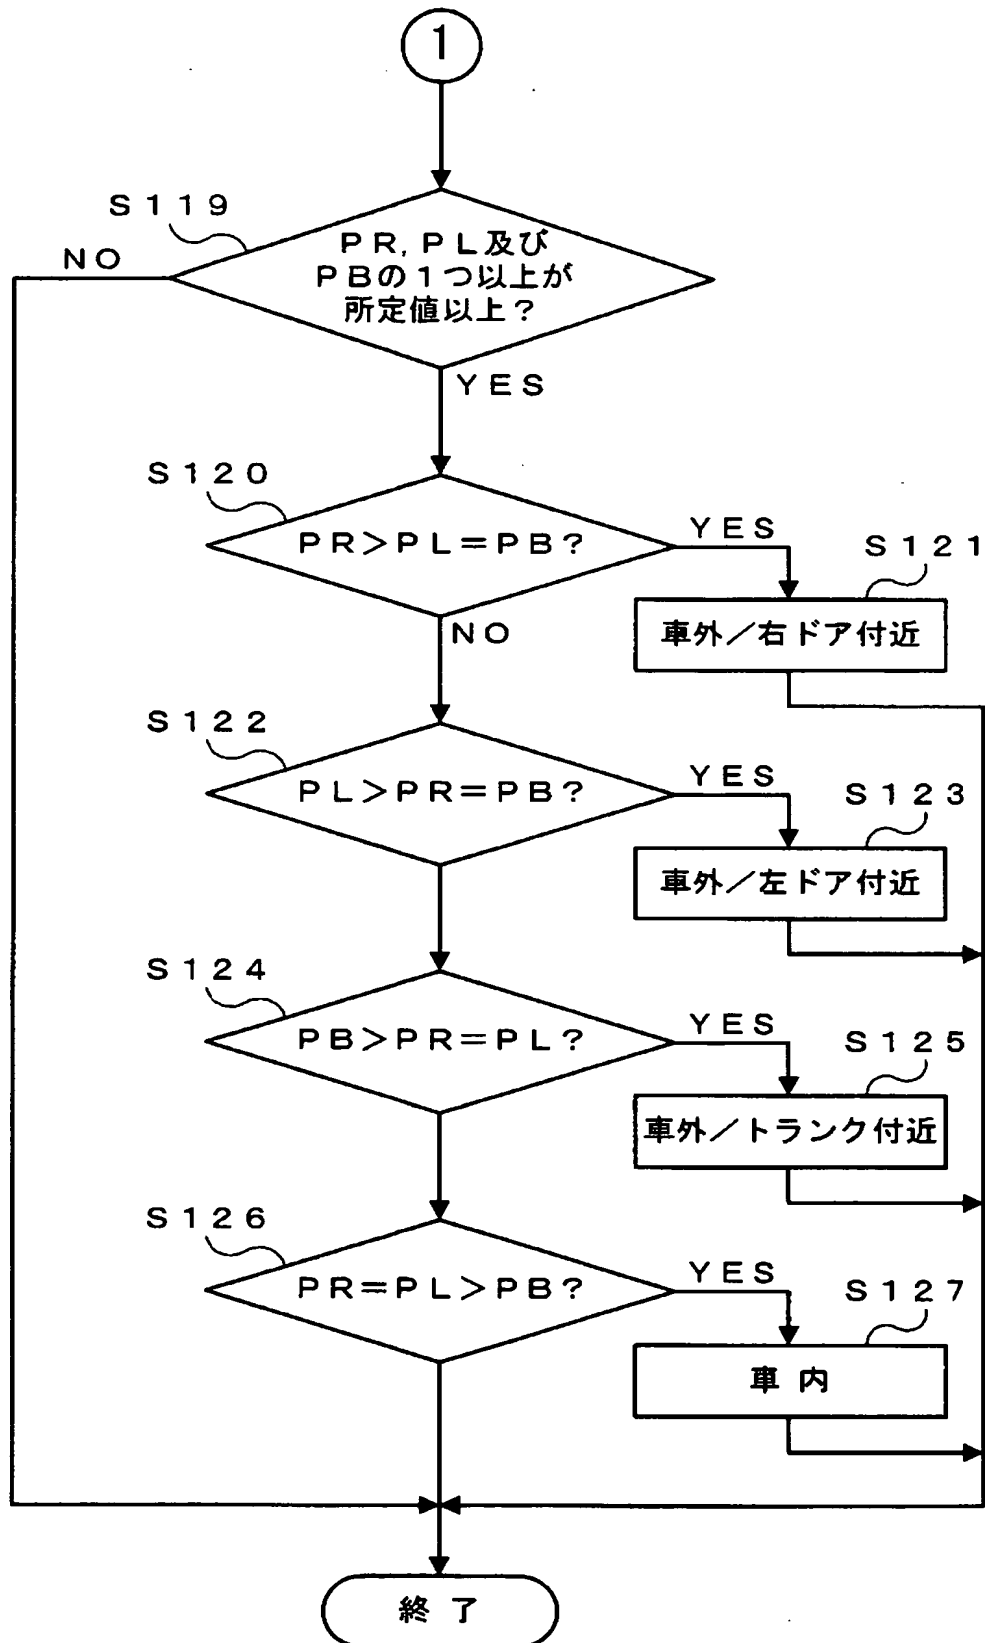 1
S119
NO
PR, PL及び
PBの1つ以上が
所定値以上?
YES
S120
PR>PL=PB?
YES
S121
車外/右ドア付近
NO
S122
PL>PR=PB?
YES
S123
車外/左ドア付近
S124
PB>PR=PL?
YES
S125
車外/トランク付近
S126
PR=PL>PB?
YES
S127
車内
終了